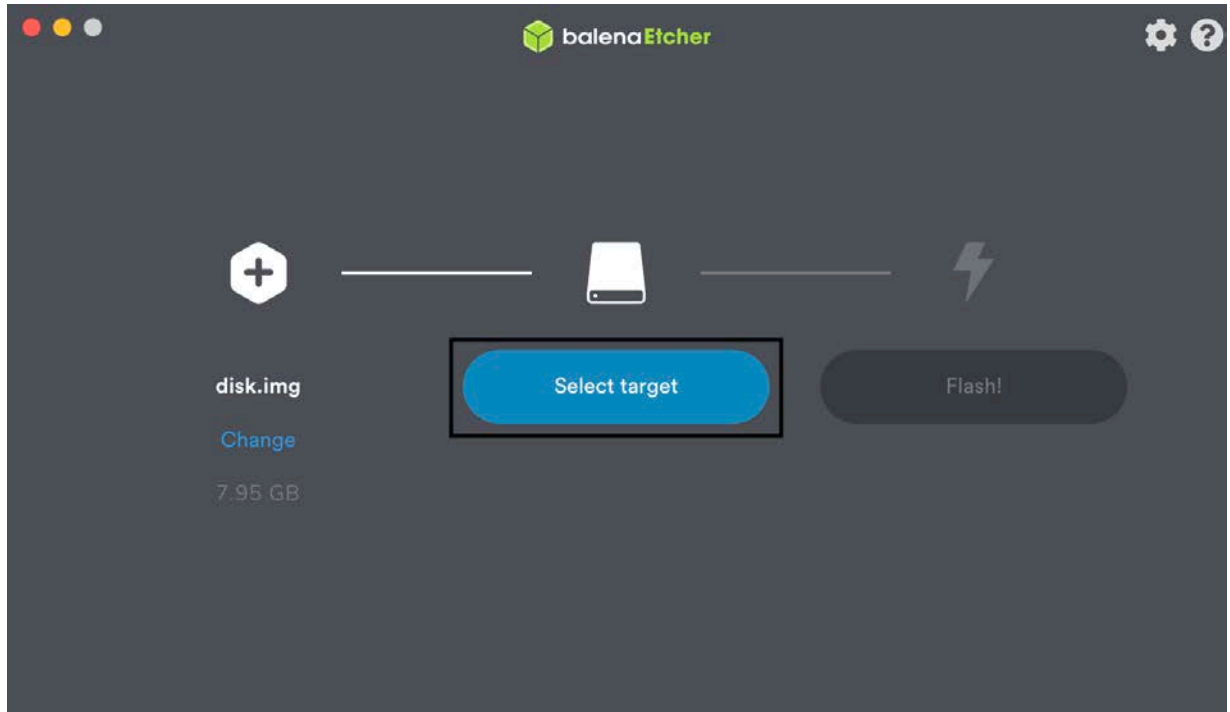 balenaEtcher
disk.img
Change
7.95 GB
Select target
Flash!